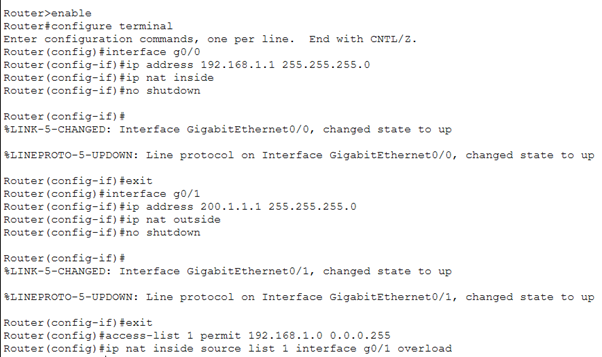 Router>enable
Router#configure terminal
Enter configuration commands, one per line.  End with CNTL/Z.
Router(config)#interface g0/0
Router(config-if)#ip address 192.168.1.1 255.255.255.0
Router(config-if)#ip nat inside
Router(config-if)#no shutdown
Router(config-if)#
%LINK-5-CHANGED: Interface GigabitEthernet0/0, changed state to up
%LINEPROTO-5-UPDOWN: Line protocol on Interface GigabitEthernet0/0, changed state to up
Router(config-if)#exit
Router(config)#interface g0/1
Router(config-if)#ip address 200.1.1.1 255.255.255.0
Router(config-if)#ip nat outside
Router(config-if)#no shutdown
Router(config-if)#
%LINK-5-CHANGED: Interface GigabitEthernet0/1, changed state to up
%LINEPROTO-5-UPDOWN: Line protocol on Interface GigabitEthernet0/1, changed state to up
Router(config-if)#exit
Router(config)#access-list 1 permit 192.168.1.0 0.0.0.255
Router(config)#ip nat inside source list 1 interface g0/1 overload